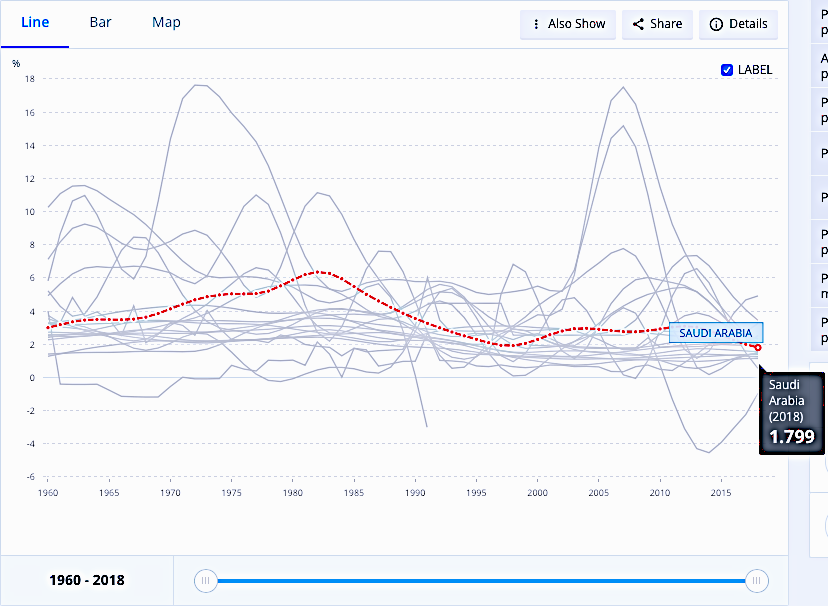 Line Bar Map Also Show Share Details
%
LABEL
18
16
14
12
10
8
6
4
2
0
-2
-4
-6
SAUDI ARABIA
Saudi
Arabia
(2018)
1.799
1960 1965 1970 1975 1980 1985 1990 1995 2000 2005 2010 2015
1960 - 2018
P
p
A
p
P
p
P
P
P
p
P
m
P
p